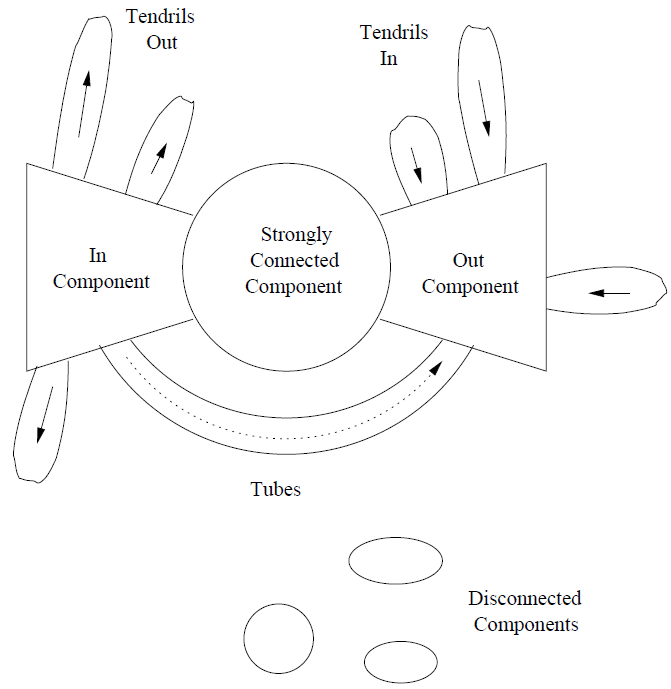 Tendrils
Out
Tendrils
In
In
Component
Strongly
Connected
Component
Out
Component
Tubes
Disconnected
Components